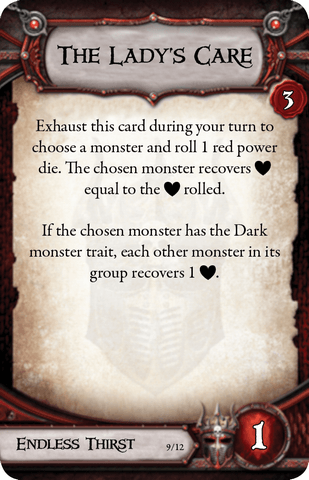 The Lady's Care
3
Exhaust this card during your turn to
choose a monster and roll 1 red power
die. The chosen monster recovers ♥
equal to the ♥ rolled.
If the chosen monster has the Dark
monster trait, each other monster in its
group recovers 1 ♥.
Endless Thirst 9/12 1